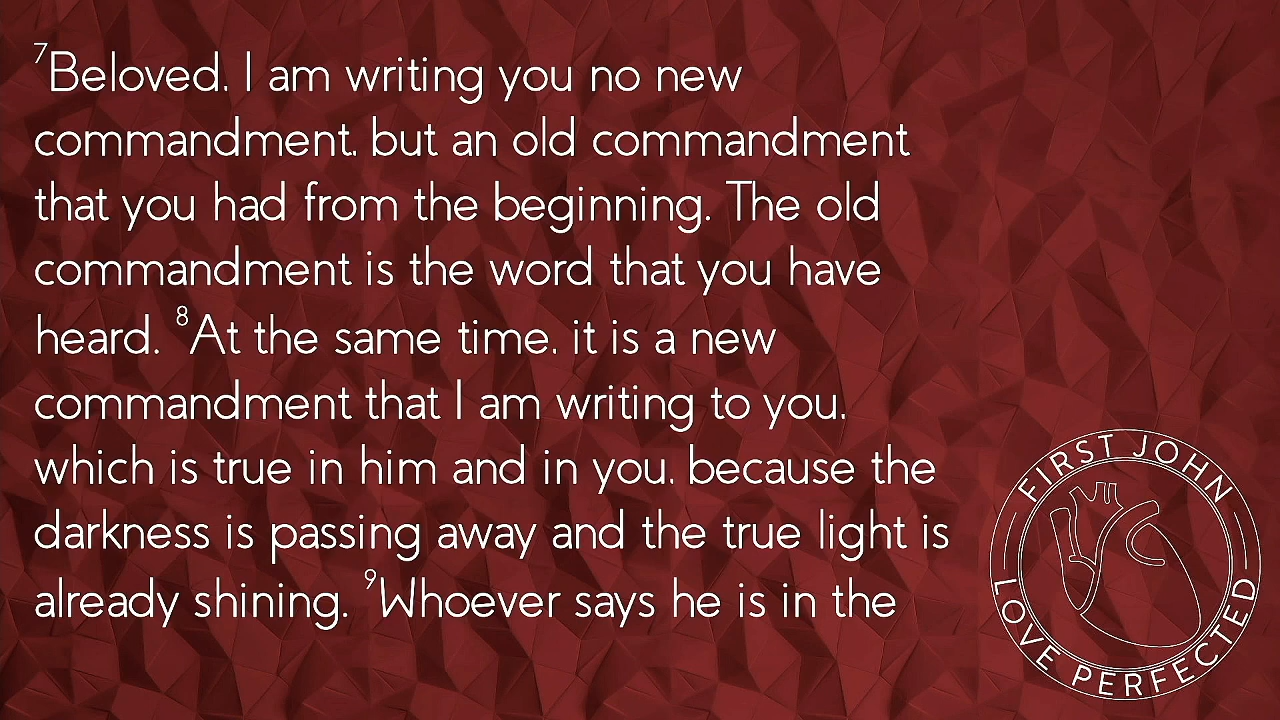 ⁷Beloved, I am writing you no new
commandment, but an old commandment
that you had from the beginning. The old
commandment is the word that you have
heard. ⁸At the same time, it is a new
commandment that I am writing to you,
which is true in him and in you, because the
darkness is passing away and the true light is
already shining. ⁹Whoever says he is in the
FIRST JOHN
LOVE PERFECTED